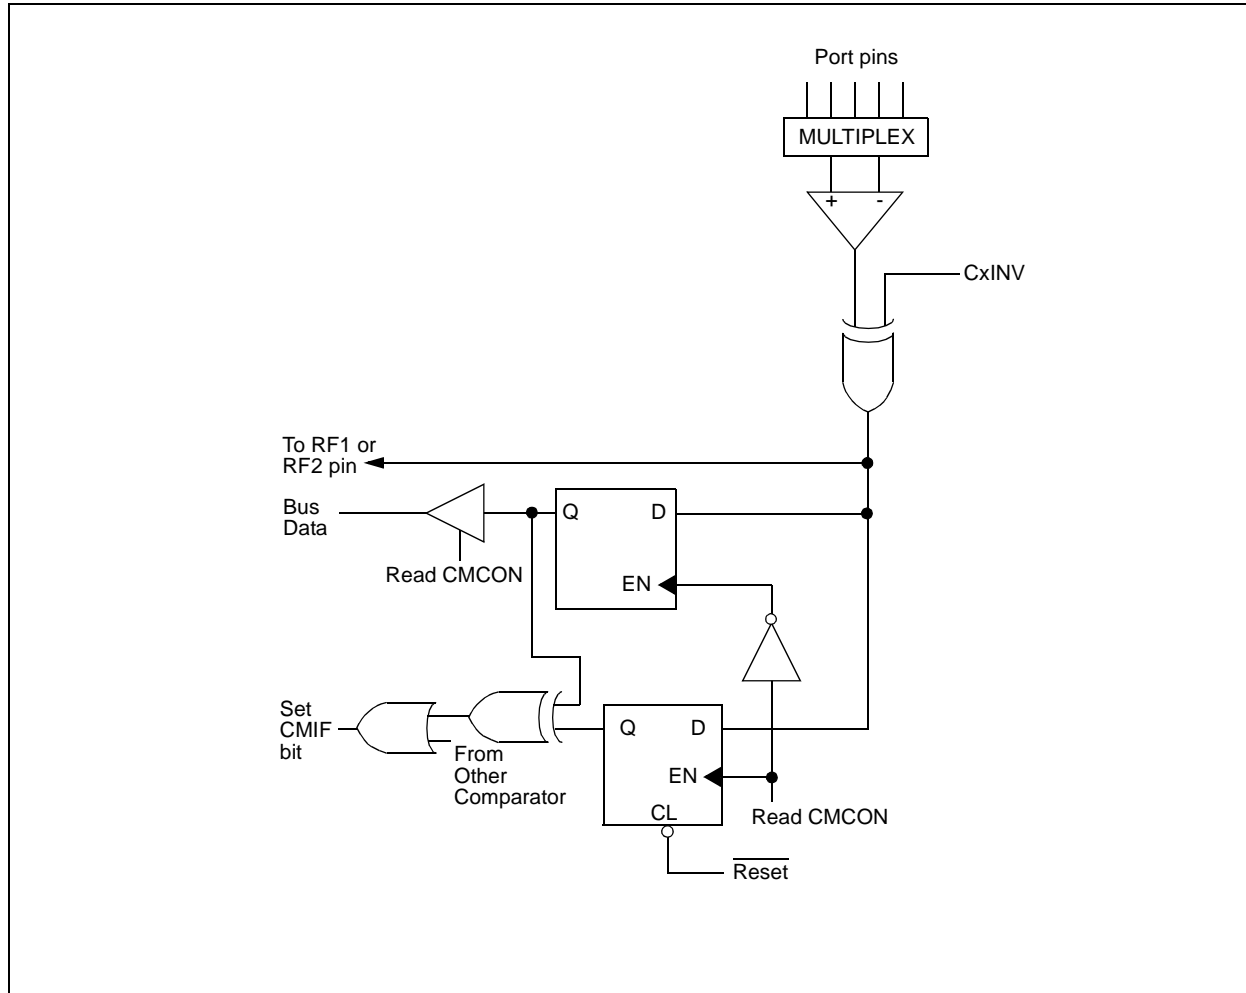 Port pins
MULTIPLEX
+ -
CxINV
To RF1 or
RF2 pin
Bus
Data
Q D
EN
Read CMCON
Set
CMIF
bit
From
Other
Comparator
Q D
EN
CL
Read CMCON
Reset